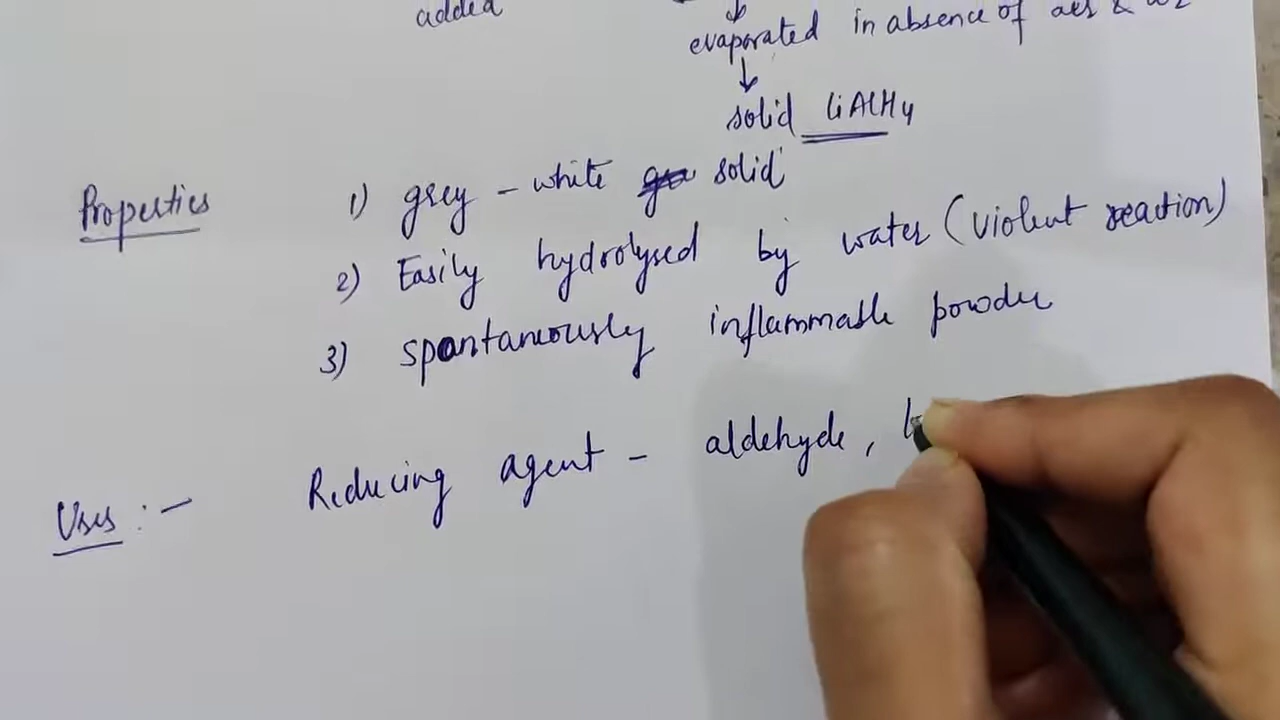 added
evaporated in absence of
solid LiAlH4
Properties 1) grey - white solid
2) Easily hydrolysed by water (violent reaction)
3) spontaneously inflammable powder
Uses :- Reducing agent - aldehyde,